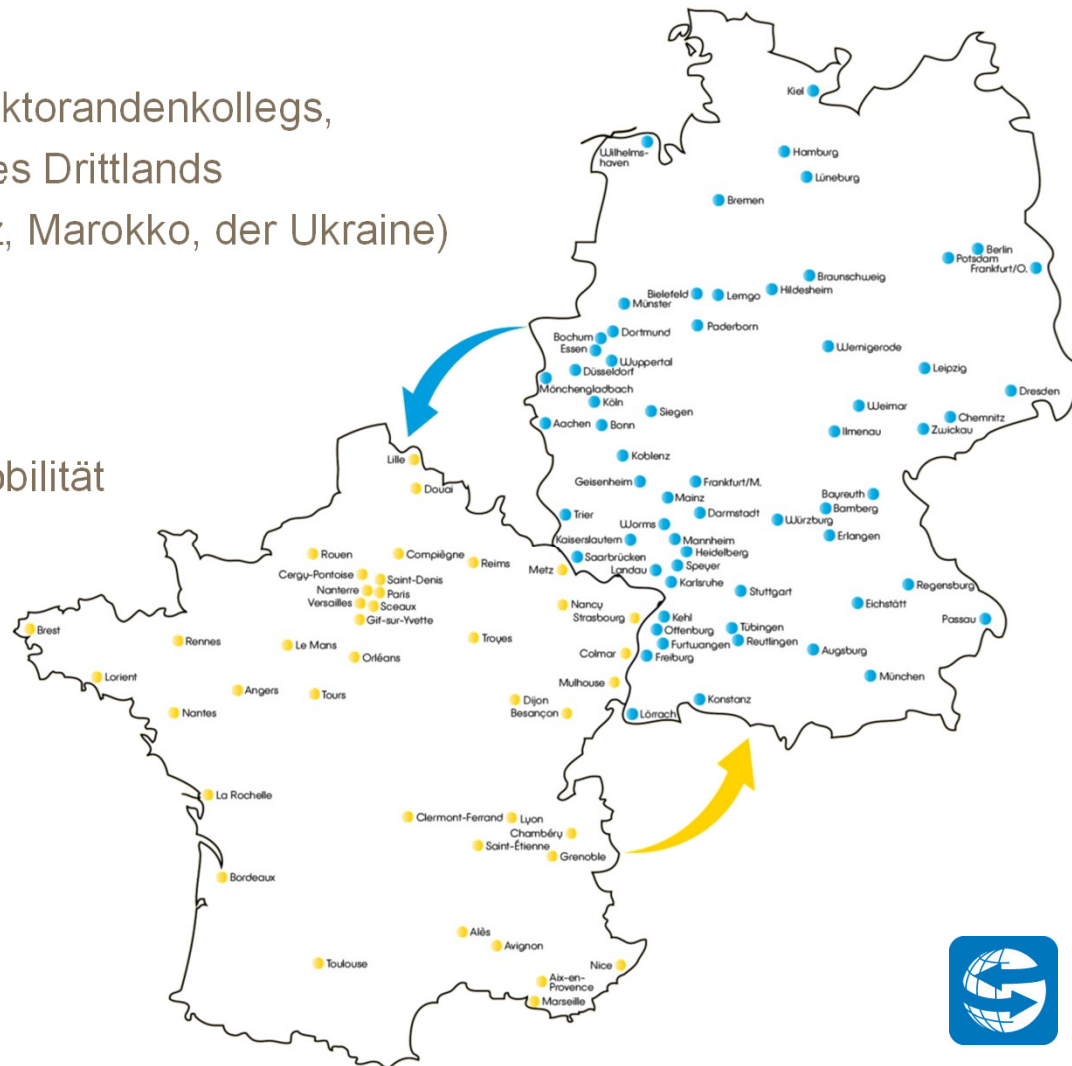 ktorandenkollegs,
es Drittlands
z, Marokko, der Ukraine)
obilität
Kiel
Wilhelms-
haven
Hamburg
Lüneburg
Bremen
Berlin
Potsdam
Frankfurt/O.
Braunschweig
Hildesheim
Bielefeld
Lemgo
Münster
Paderborn
Dortmund
Bochum
Essen
Wuppertal
Düsseldorf
Mönchengladbach
Köln
Wernigerode
Leipzig
Dresden
Weimar
Chemnitz
Zwickau
Ilmenau
Siegen
Aachen
Bonn
Koblenz
Geisenheim
Frankfurt/M.
Mainz
Darmstadt
Bayreuth
Bamberg
Würzburg
Erlangen
Trier
Worms
Kaiserslautern
Mannheim
Heidelberg
Saarbrücken
Landau
Speyer
Karlsruhe
Stuttgart
Regensburg
Eichstätt
Passau
Kehl
Offenburg
Tübingen
Reutlingen
Furtwangen
Freiburg
Augsburg
München
Konstanz
Lörrach
Lille
Douai
Rouen
Compiègne
Reims
Metz
Cergy-Pontoise
Saint-Denis
Nanterre
Paris
Versailles
Sceaux
Gif-sur-Yvette
Nancy
Strasbourg
Brest
Rennes
Le Mans
Orléans
Troyes
Colmar
Mulhouse
Lorient
Angers
Tours
Nantes
Dijon
Besançon
La Rochelle
Clermont-Ferrand
Lyon
Chambéry
Saint-Étienne
Grenoble
Bordeaux
Alès
Avignon
Toulouse
Nice
Aix-en-
Provence
Marseille